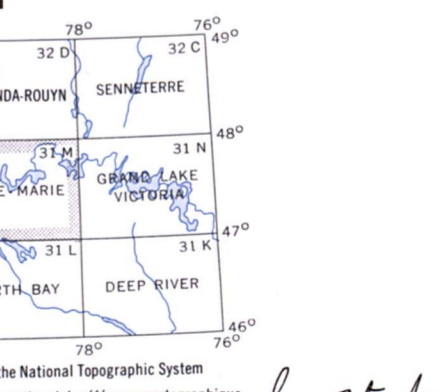 78° 76°
49°
32 D 32 C
NDA-ROUYN SENNETERRE
48°
31 M 31 N
GRAND LAKE
E-MARIE VICTORIA
47°
31 L 31 K
RTH BAY DEEP RIVER
46°
78° 76°
the National Topographic System